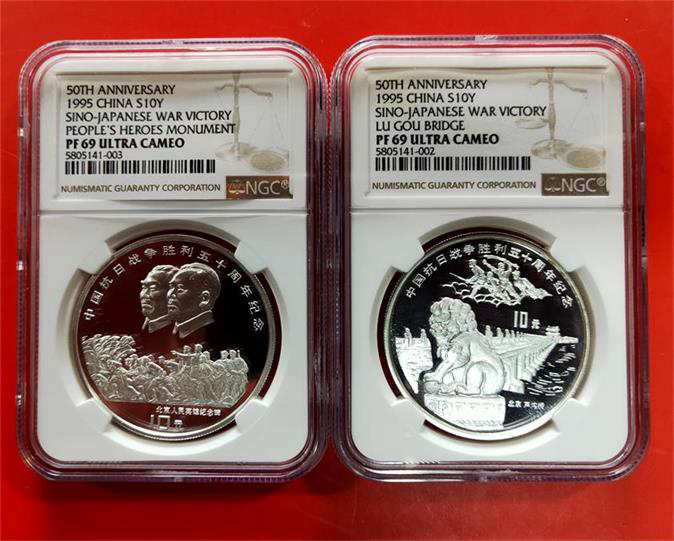 50TH ANNIVERSARY
1995 CHINA S10Y
SINO-JAPANESE WAR VICTORY
PEOPLE'S HEROES MONUMENT
PF 69 ULTRA CAMEO
5805141-003
NUMISMATIC GUARANTY CORPORATION
NGC®
中国抗日战争胜利五十周年纪念
北京人民英雄纪念碑
10元
50TH ANNIVERSARY
1995 CHINA S10Y
SINO-JAPANESE WAR VICTORY
LU GOU BRIDGE
PF 69 ULTRA CAMEO
5805141-002
NUMISMATIC GUARANTY CORPORATION
NGC®
中国抗日战争胜利五十周年纪念
10元
北京 卢沟桥